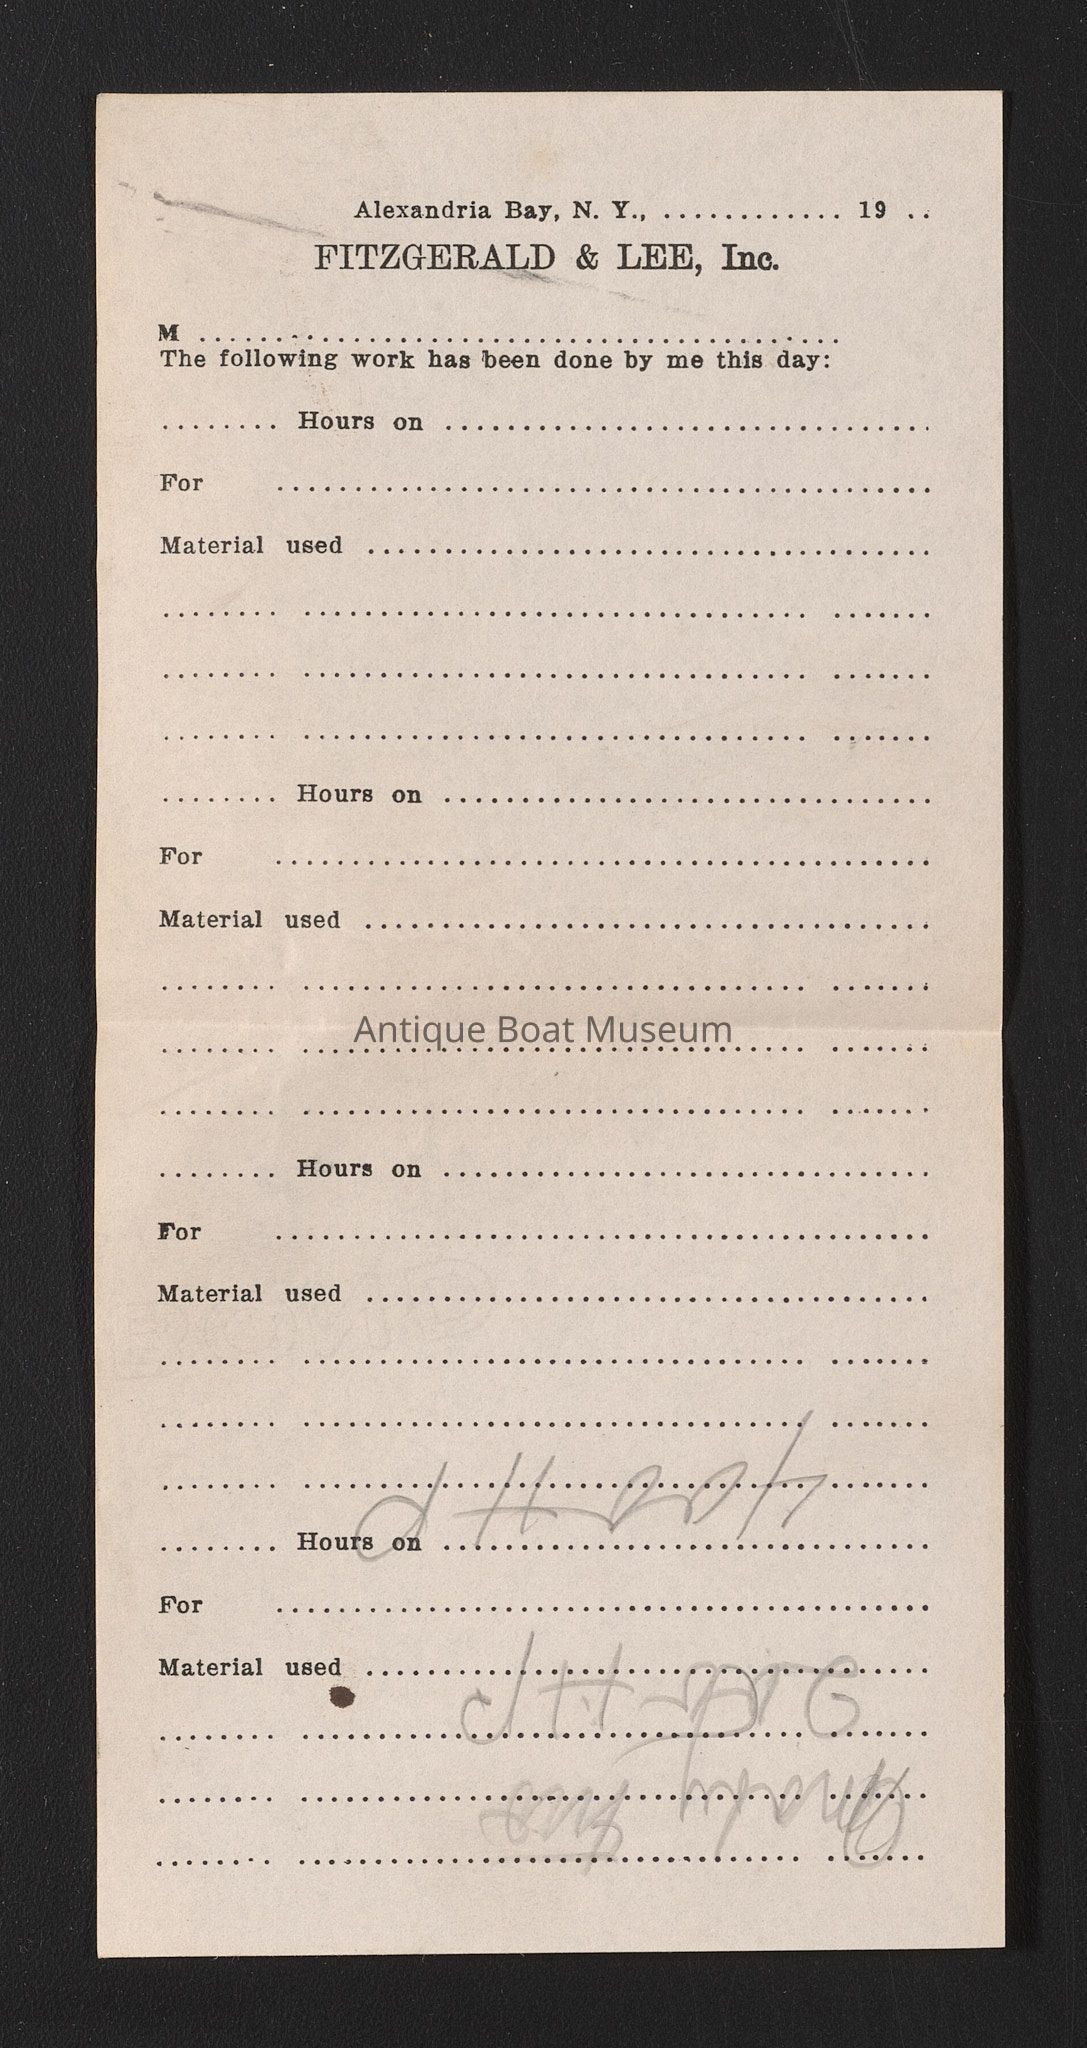 Alexandria Bay, N. Y., ............ 19 ..
FITZGERALD & LEE, Inc.
M ..........................................
The following work has been done by me this day:
........ Hours on ................................
For ...........................................
Material used .....................................
........ ................................. .......
........ ................................. .......
........ ................................. .......
........ Hours on ................................
For ...........................................
Material used .....................................
........ ................................. .......
Antique Boat Museum
........ ................................. .......
........ ................................. .......
........ Hours on ................................
For ...........................................
Material used .....................................
........ ................................. .......
........ ................................. .......
........ ................................. .......
........ Hours on ................................
For ...........................................
Material used .....................................
........ ................................. .......
........ ................................. .......
........ ................................. .......